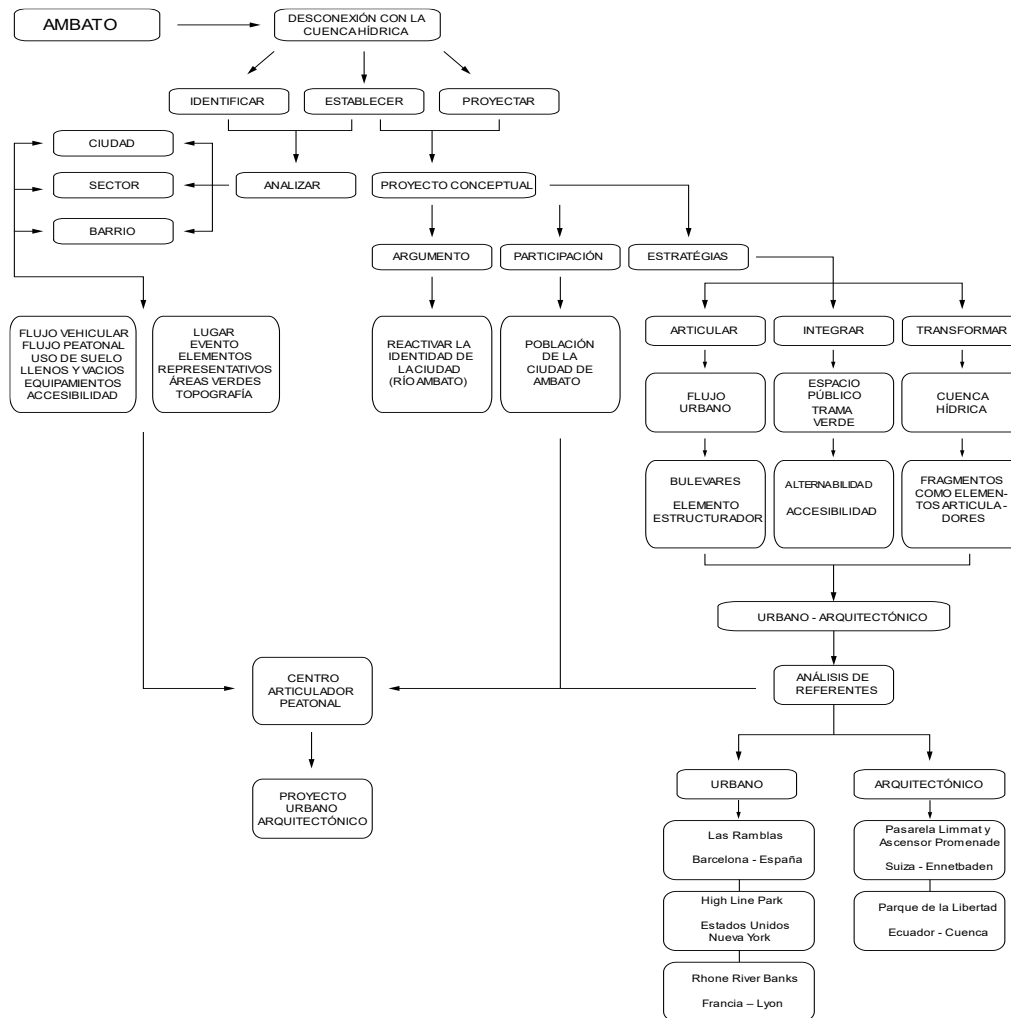 AMBATO
DESCONEXIÓN CON LA
CUENCA HÍDRICA
IDENTIFICAR
ESTABLECER
PROYECTAR
CIUDAD
SECTOR
BARRIO
ANALIZAR
PROYECTO CONCEPTUAL
ARGUMENTO
PARTICIPACIÓN
ESTRATÉGIAS
FLUJO VEHICULAR
FLUJO PEATONAL
USO DE SUELO
LLENOS Y VACIOS
EQUIPAMIENTOS
ACCESIBILIDAD
LUGAR
EVENTO
ELEMENTOS
REPRESENTATIVOS
ÁREAS VERDES
TOPOGRAFÍA
REACTIVAR LA
IDENTIDAD DE
LA CIUDAD
(RÍO AMBATO)
POBLACIÓN
DE LA
CIUDAD DE
AMBATO
ARTICULAR
INTEGRAR
TRANSFORMAR
FLUJO
URBANO
ESPACIO
PÚBLICO
TRAMA
VERDE
CUENCA
HÍDRICA
BULEVARES
ELEMENTO
ESTRUCTURADOR
ALTERNABILIDAD
ACCESIBILIDAD
FRAGMENTOS
COMO ELEMEN-
TOS ARTICULA-
DORES
URBANO - ARQUITECTÓNICO
ANÁLISIS DE
REFERENTES
CENTRO
ARTICULADOR
PEATONAL
PROYECTO
URBANO
ARQUITECTÓNICO
URBANO
ARQUITECTÓNICO
Las Ramblas
Barcelona - España
High Line Park
Estados Unidos
Nueva York
Rhone River Banks
Francia – Lyon
Pasarela Limmat y
Ascensor Promenade
Suiza - Ennetbaden
Parque de la Libertad
Ecuador - Cuenca